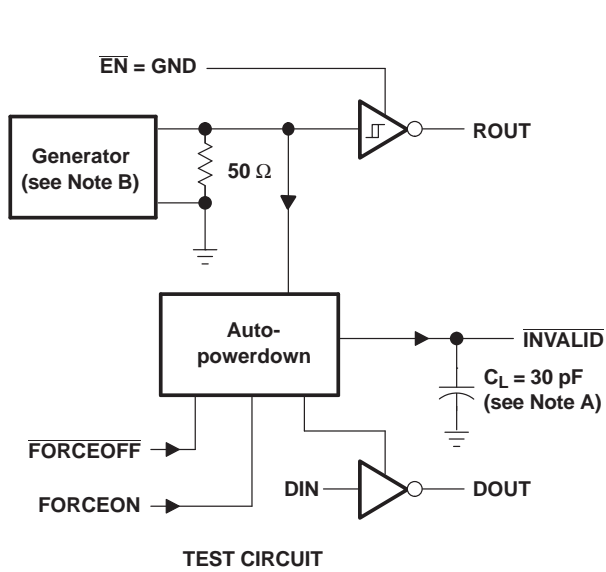 EN = GND
ROUT
Generator
(see Note B)
50 Ω
Auto-
powerdown
INVALID
CL = 30 pF
(see Note A)
FORCEOFF
FORCEON
DIN
DOUT
TEST CIRCUIT